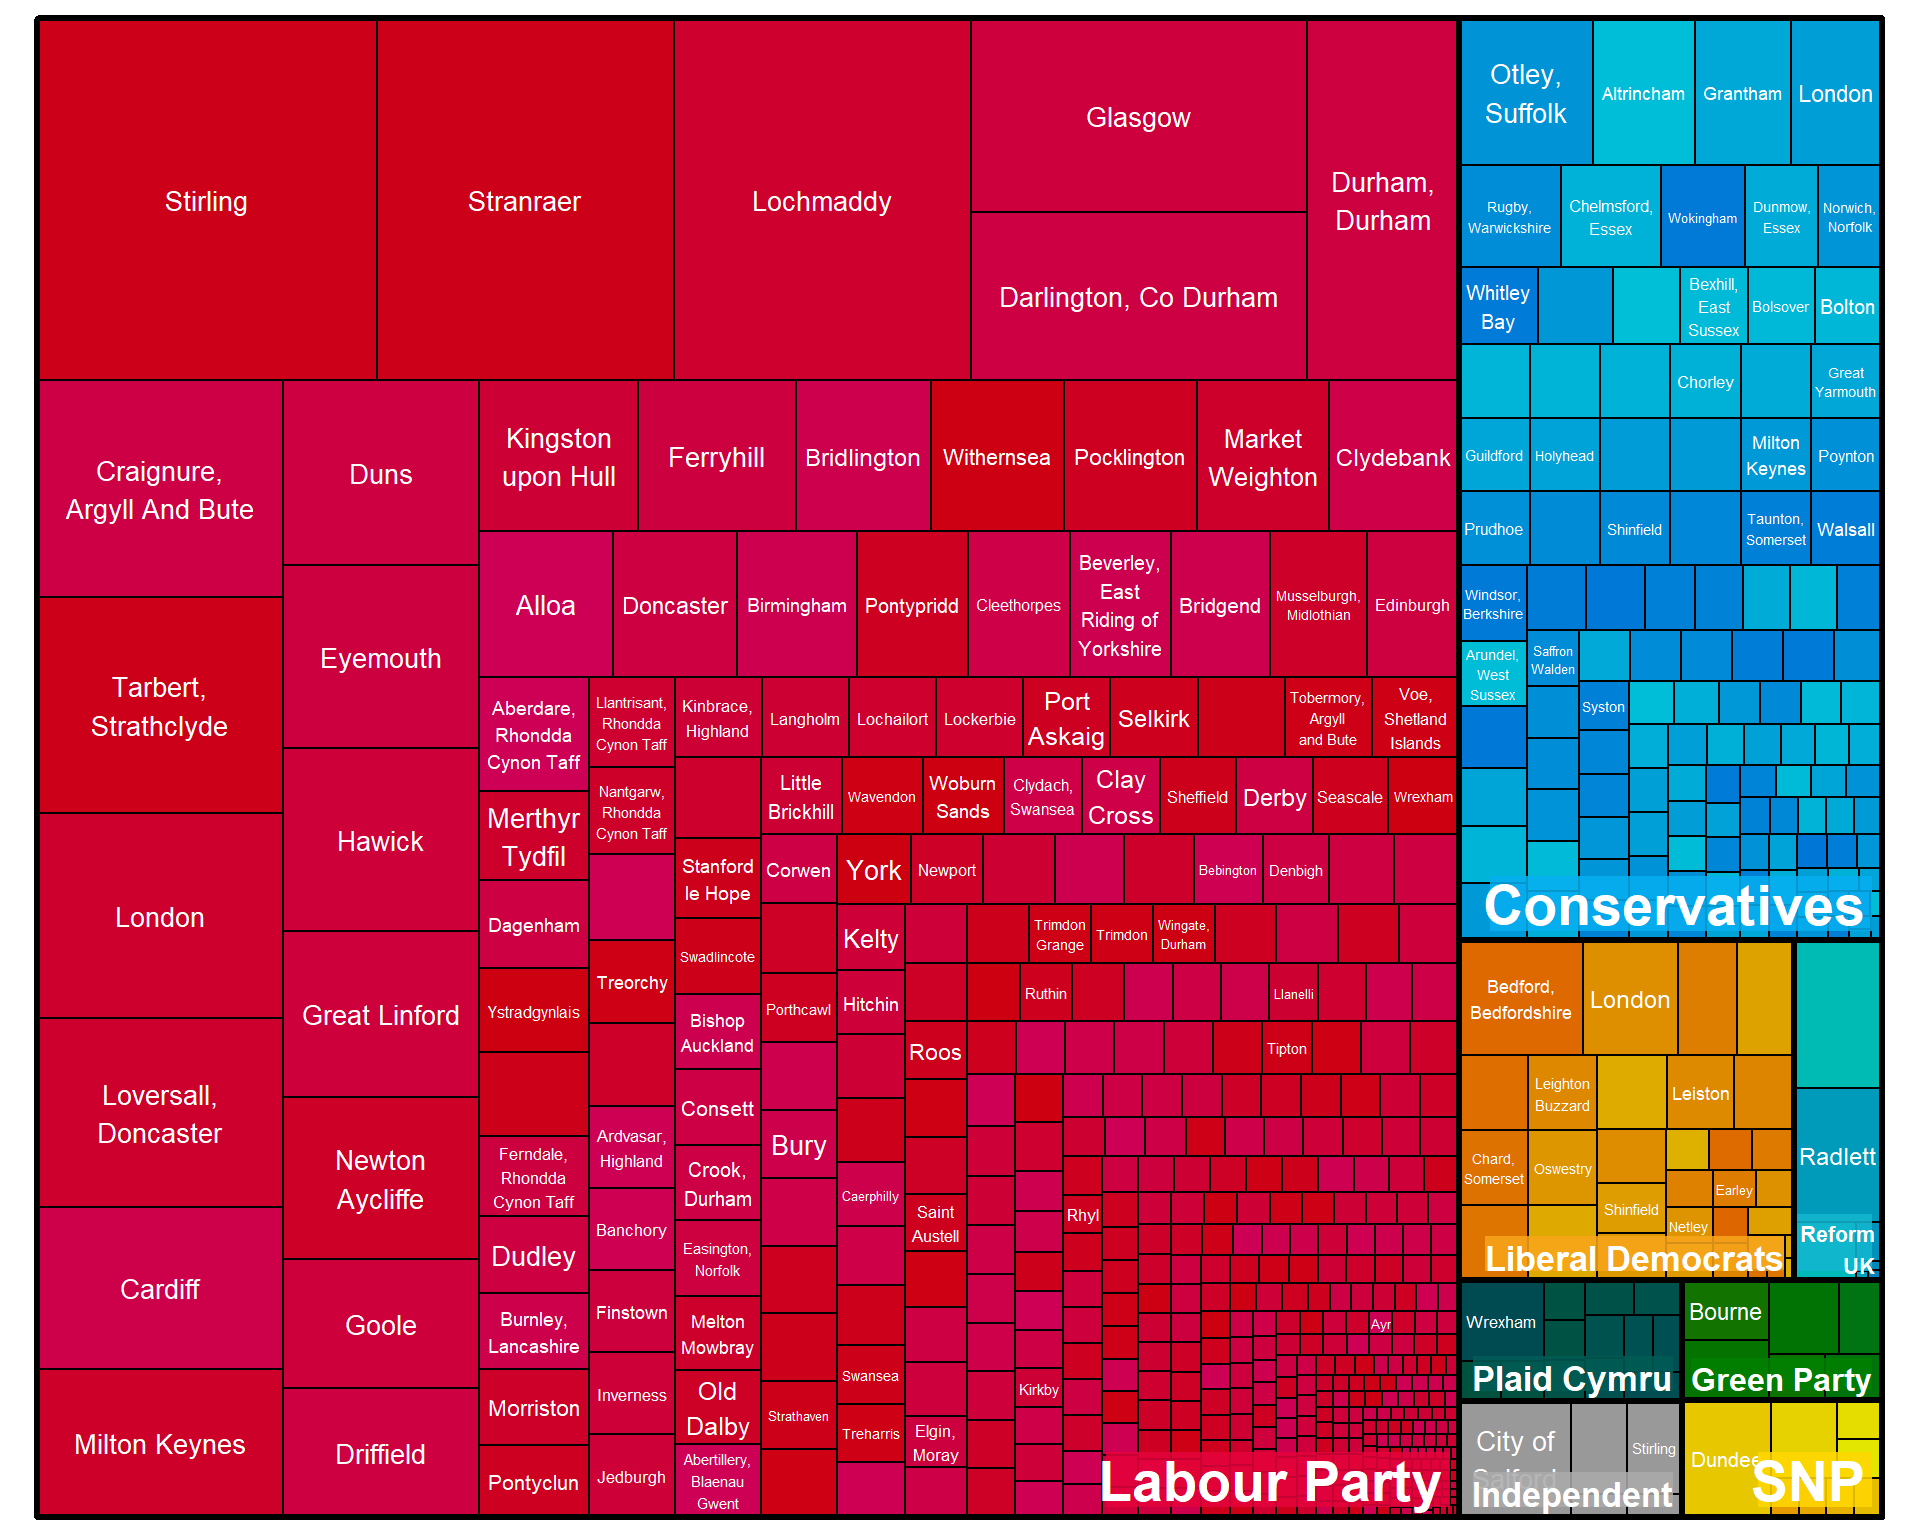 Stirling
Stranraer
Lochmaddy
Glasgow
Darlington, Co Durham
Durham,
Durham
Craignure,
Argyll And Bute
Tarbert,
Strathclyde
London
Loversall,
Doncaster
Cardiff
Milton Keynes
Duns
Eyemouth
Hawick
Great Linford
Newton
Aycliffe
Goole
Driffield
Kingston
upon Hull
Ferryhill
Bridlington
Withernsea
Pocklington
Market
Weighton
Clydebank
Alloa
Doncaster
Birmingham
Pontypridd
Cleethorpes
Beverley,
East
Riding of
Yorkshire
Bridgend
Musselburgh,
Midlothian
Edinburgh
Aberdare,
Rhondda
Cynon Taff
Merthyr
Tydfil
Dagenham
Ystradgynlais
Ferndale,
Rhondda
Cynon Taff
Dudley
Burnley,
Lancashire
Morriston
Pontyclun
Llantrisant,
Rhondda
Cynon Taff
Nantgarw,
Rhondda
Cynon Taff
Treorchy
Ardvasar,
Highland
Banchory
Finstown
Inverness
Jedburgh
Kinbrace,
Highland
Langholm
Lochailort
Lockerbie
Port
Askaig
Selkirk
Tobermory,
Argyll
and Bute
Voe,
Shetland
Islands
Stanford
le Hope
Swadlincote
Bishop
Auckland
Consett
Crook,
Durham
Easington,
Norfolk
Melton
Mowbray
Old
Dalby
Abertillery,
Blaenau
Gwent
Little
Brickhill
Wavendon
Woburn
Sands
Clydach,
Swansea
Clay
Cross
Sheffield
Derby
Seascale
Wrexham
Corwen
Porthcawl
Bury
Strathaven
York
Newport
Bebington
Denbigh
Kelty
Hitchin
Caerphilly
Swansea
Treharris
Trimdon
Grange
Trimdon
Wingate,
Durham
Roos
Saint
Austell
Elgin,
Moray
Ruthin
Llanelli
Tipton
Rhyl
Kirkby
Ayr
Labour Party
Otley,
Suffolk
Altrincham
Grantham
London
Rugby,
Warwickshire
Chelmsford,
Essex
Wokingham
Dunmow,
Essex
Norwich,
Norfolk
Whitley
Bay
Bexhill,
East
Sussex
Bolsover
Bolton
Chorley
Great
Yarmouth
Guildford
Holyhead
Milton
Keynes
Poynton
Prudhoe
Shinfield
Taunton,
Somerset
Walsall
Windsor,
Berkshire
Arundel,
West
Sussex
Saffron
Walden
Syston
Conservatives
Bedford,
Bedfordshire
London
Leighton
Buzzard
Leiston
Chard,
Somerset
Oswestry
Shinfield
Earley
Netley
Liberal Democrats
Radlett
Reform
UK
Wrexham
Plaid Cymru
Bourne
Green Party
City of
Salford
Stirling
Independent
Dundee
SNP